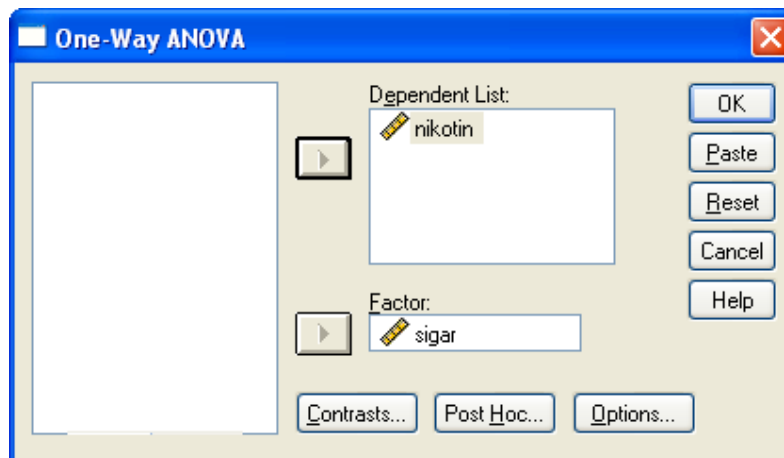 One-Way ANOVA
Dependent List:
nikotin
Factor:
sigar
OK
Paste
Reset
Cancel
Help
Contrasts...
Post Hoc...
Options...